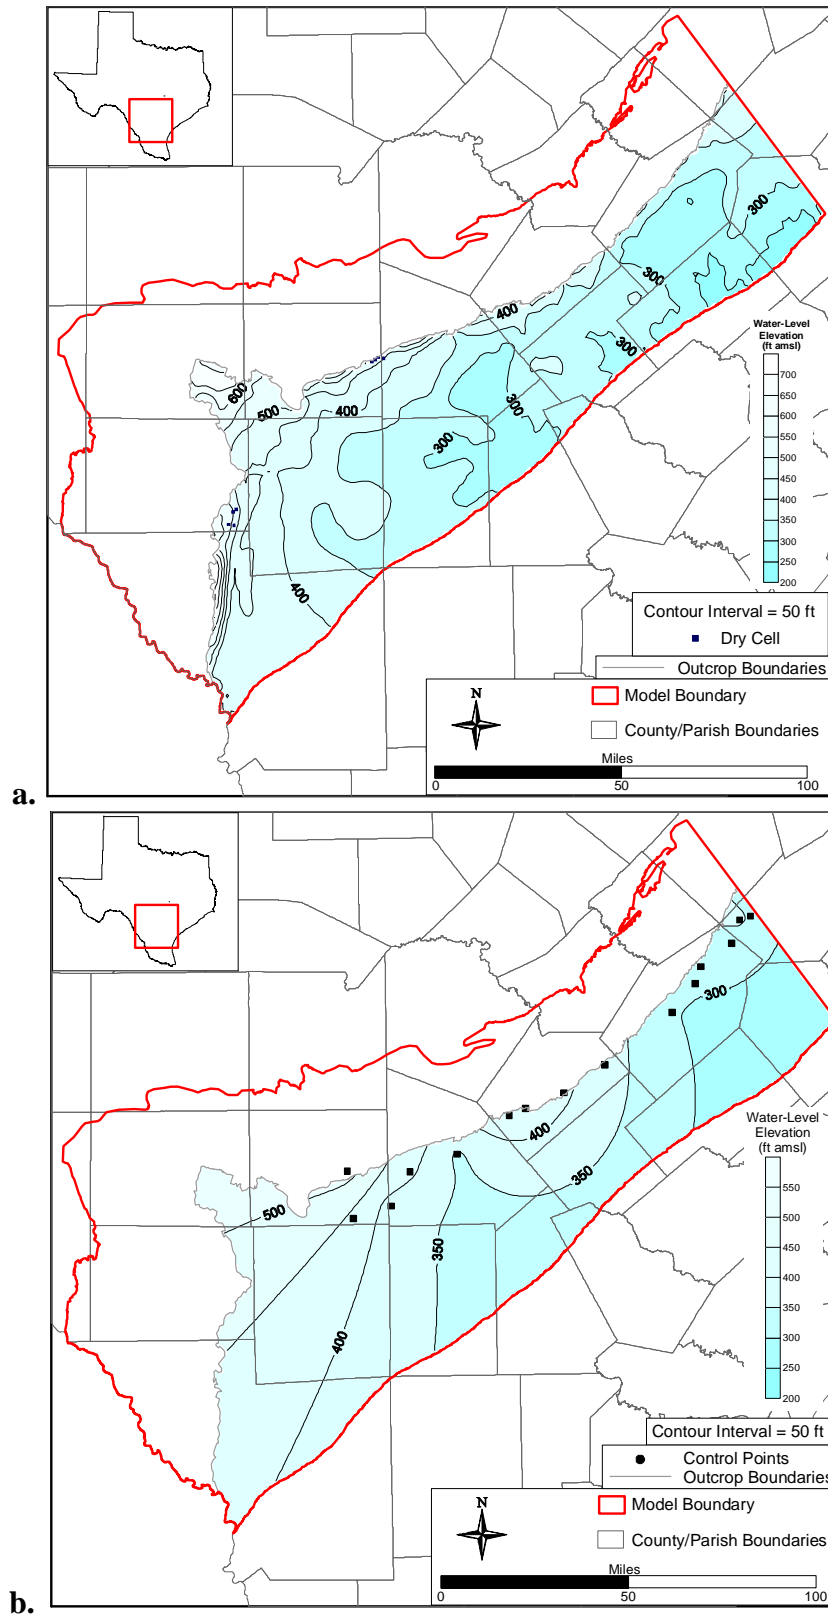 300
300
400
300
600
500
400
300
300
400
Water-Level
Elevation
(ft amsl)
700
650
600
550
500
450
400
350
300
250
200
Contour Interval = 50 ft
Dry Cell
Outcrop Boundaries
N
Model Boundary
County/Parish Boundaries
Miles
0 50 100
a.
300
400
350
500
350
400
Water-Level
Elevation
(ft amsl)
550
500
450
400
350
300
250
200
Contour Interval = 50 ft
Control Points
Outcrop Boundaries
N
Model Boundary
County/Parish Boundaries
Miles
0 50 100
b.